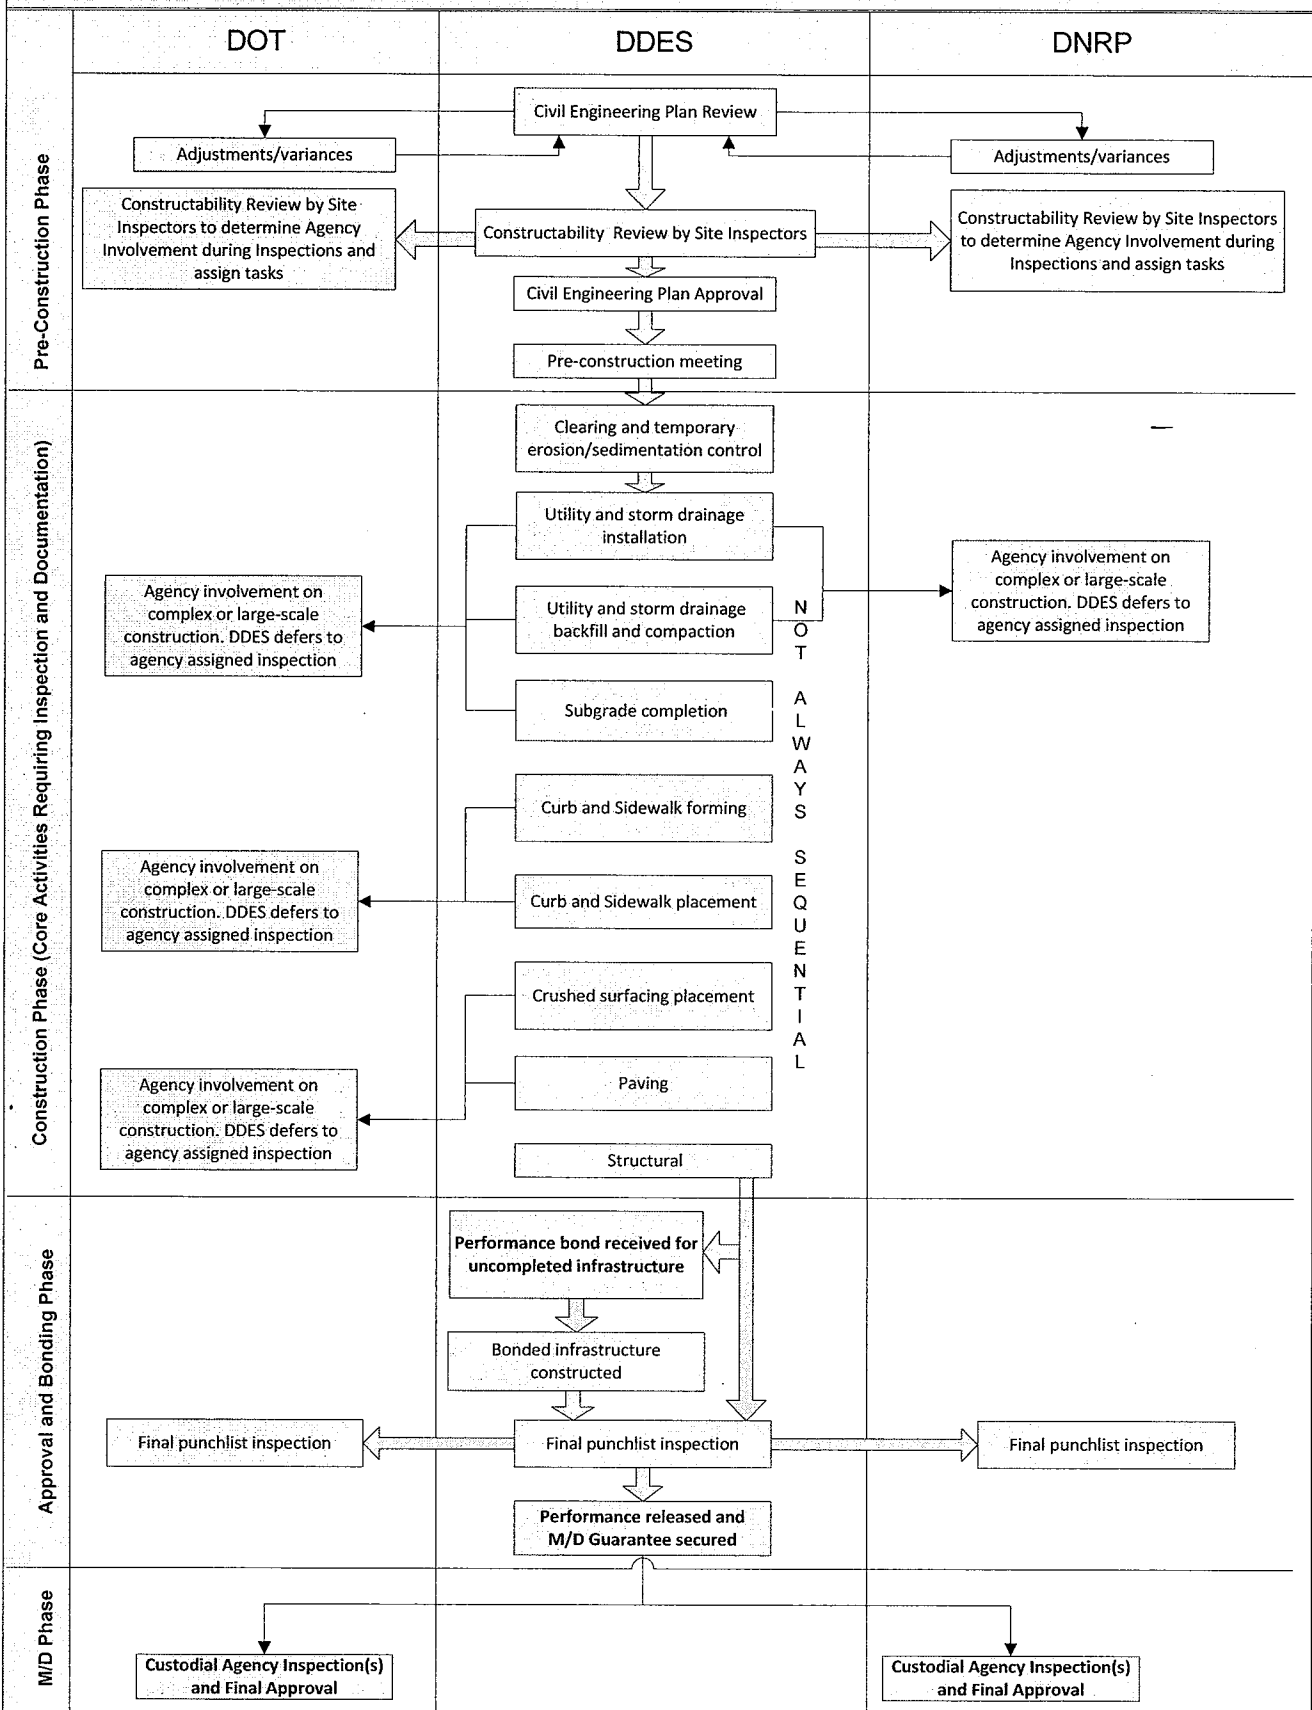 DOT
DDES
DNRP
Pre-Construction Phase
Civil Engineering Plan Review
Adjustments/variances
Adjustments/variances
Constructability Review by Site
Inspectors to determine Agency
Involvement during Inspections and
assign tasks
Constructability Review by Site Inspectors
Constructability Review by Site Inspectors
to determine Agency Involvement during
Inspections and assign tasks
Civil Engineering Plan Approval
Pre-construction meeting
Construction Phase (Core Activities Requiring Inspection and Documentation)
Clearing and temporary
erosion/sedimentation control
Utility and storm drainage
installation
Agency involvement on
complex or large-scale
construction. DDES defers to
agency assigned inspection
Utility and storm drainage
backfill and compaction
Agency involvement on
complex or large-scale
construction. DDES defers to
agency assigned inspection
Subgrade completion
NOT ALWAYS SEQUENTIAL
Curb and Sidewalk forming
Agency involvement on
complex or large-scale
construction. DDES defers to
agency assigned inspection
Curb and Sidewalk placement
Crushed surfacing placement
Paving
Agency involvement on
complex or large-scale
construction. DDES defers to
agency assigned inspection
Structural
Approval and Bonding Phase
Performance bond received for
uncompleted infrastructure
Bonded infrastructure
constructed
Final punchlist inspection
Final punchlist inspection
Final punchlist inspection
Performance released and
M/D Guarantee secured
M/D Phase
Custodial Agency Inspection(s)
and Final Approval
Custodial Agency Inspection(s)
and Final Approval